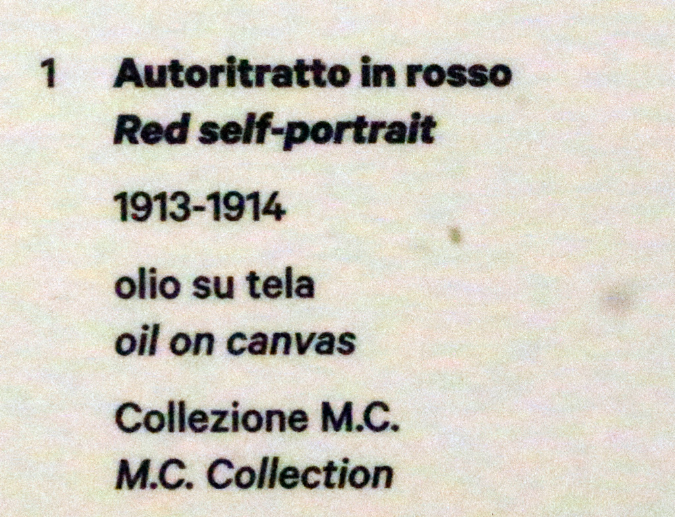 1 Autoritratto in rosso
Red self-portrait
1913-1914
olio su tela
oil on canvas
Collezione M.C.
M.C. Collection